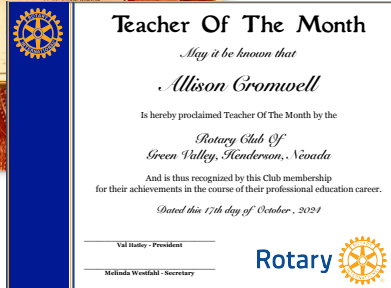 Teacher Of The Month
May it be known that
Allison Cromwell
Is hereby proclaimed Teacher Of The Month by the
Rotary Club Of
Green Valley, Henderson, Nevada
And is thus recognized by this Club membership
for their achievements in the course of their professional education career.
Dated this 17th day of October , 2024
Val Hatley - President
Melinda Westfahl - Secretary
Rotary